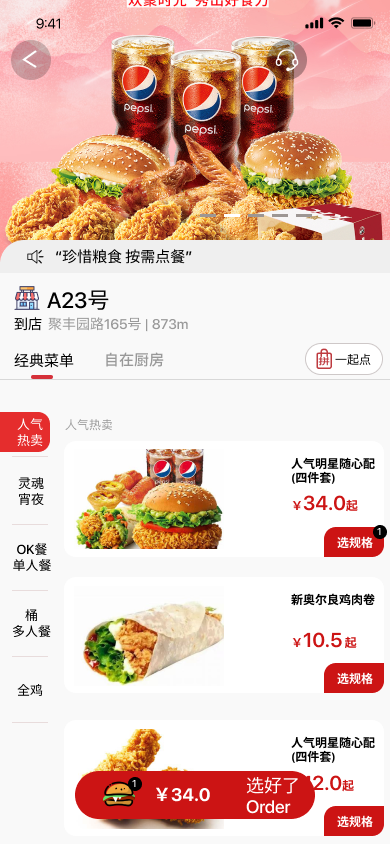 欢聚时光 秀出好食力
9:41
pepsi.
pepsi.
pepsi.
“珍惜粮食 按需点餐”
A23号
到店 聚丰园路165号 | 873m
经典菜单 自在厨房
拼 一起点
人气
热卖
灵魂
宵夜
OK餐
单人餐
桶
多人餐
全鸡
人气热卖
人气明星随心配
(四件套)
￥34.0起
选规格
1
新奥尔良鸡肉卷
￥10.5 起
选规格
人气明星随心配
(四件套)
2.0起
选规格
1
￥34.0
选好了
Order